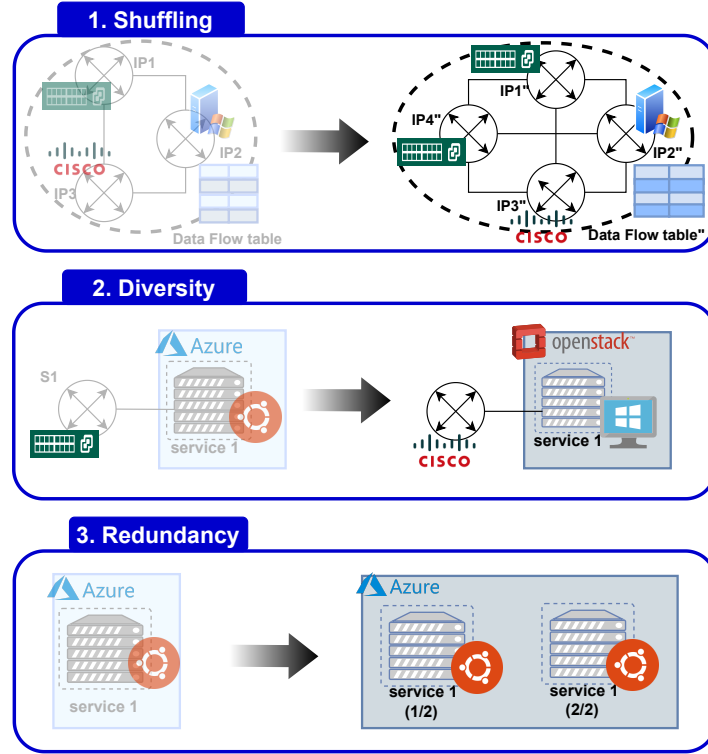 1. Shuffling
IP1
IP2
CISCO
IP3
Data Flow table
IP1"
IP4"
IP2"
IP3"
CISCO
Data Flow table"
2. Diversity
Azure
S1
service 1
openstack™
CISCO
service 1
3. Redundancy
Azure
service 1
Azure
service 1
(1/2)
service 1
(2/2)